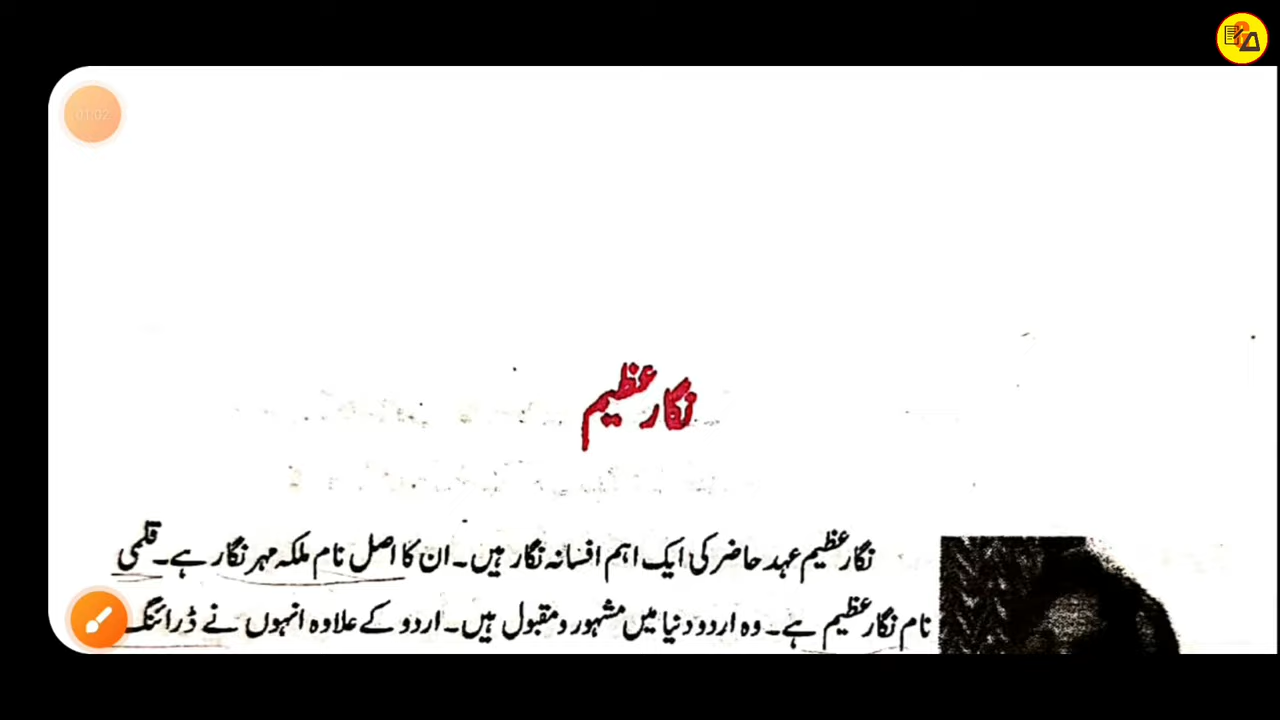 01:02
نگار عظیم
نگار عظیم عہد حاضر کی ایک اہم افسانہ نگار ہیں۔ ان کا اصل نام ملکہ مہر نگار ہے۔ قلمی
نام نگار عظیم ہے۔ وہ اردو دنیا میں مشہور و مقبول ہیں۔ اردو کے علاوہ انہوں نے ڈرائنگ